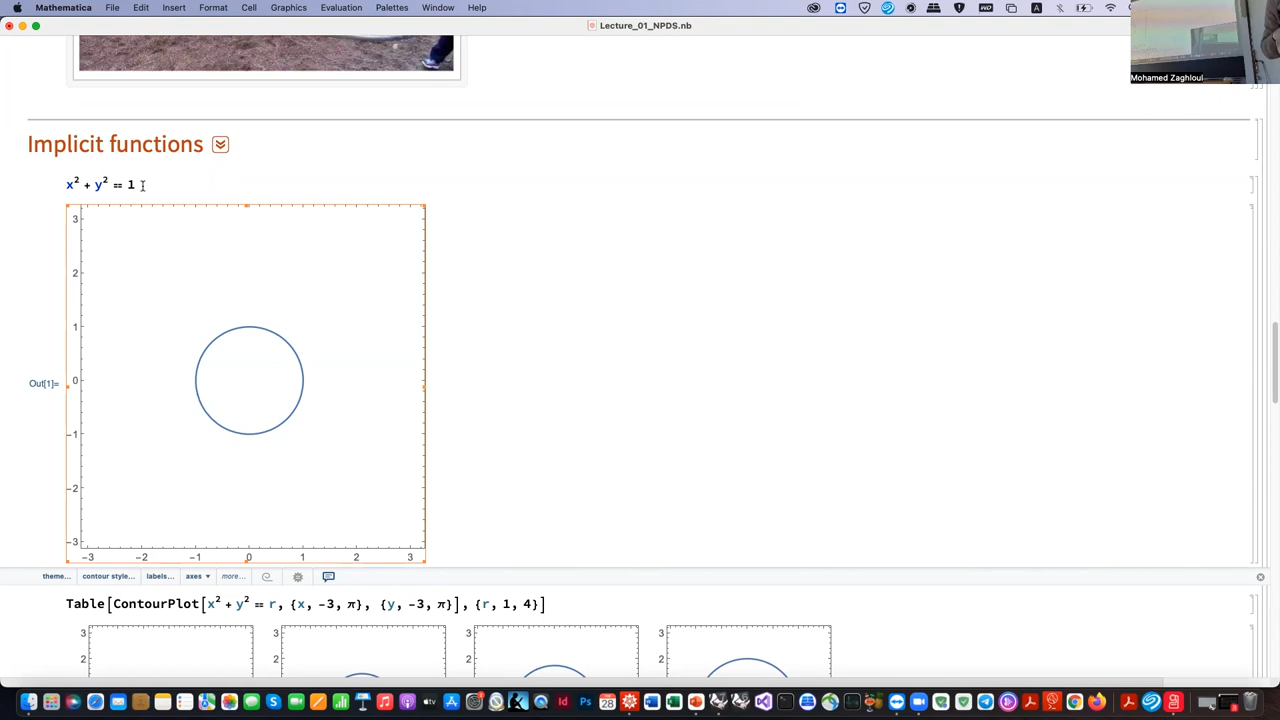 Mathematica File Edit Insert Format Cell Graphics Evaluation Palettes Window Help
Lecture_01_NPDS.nb
Mohamed Zaghloul
Implicit functions
x² + y² == 1
3
2
1
Out[1]= 0
-1
-2
-3
-3 -2 -1 0 1 2 3
theme... contour style... labels... axes more...
Table[ContourPlot[x² + y² == r, {x, -3, π}, {y, -3, π}], {r, 1, 4}]
3 3 3 3
2 2 2 2